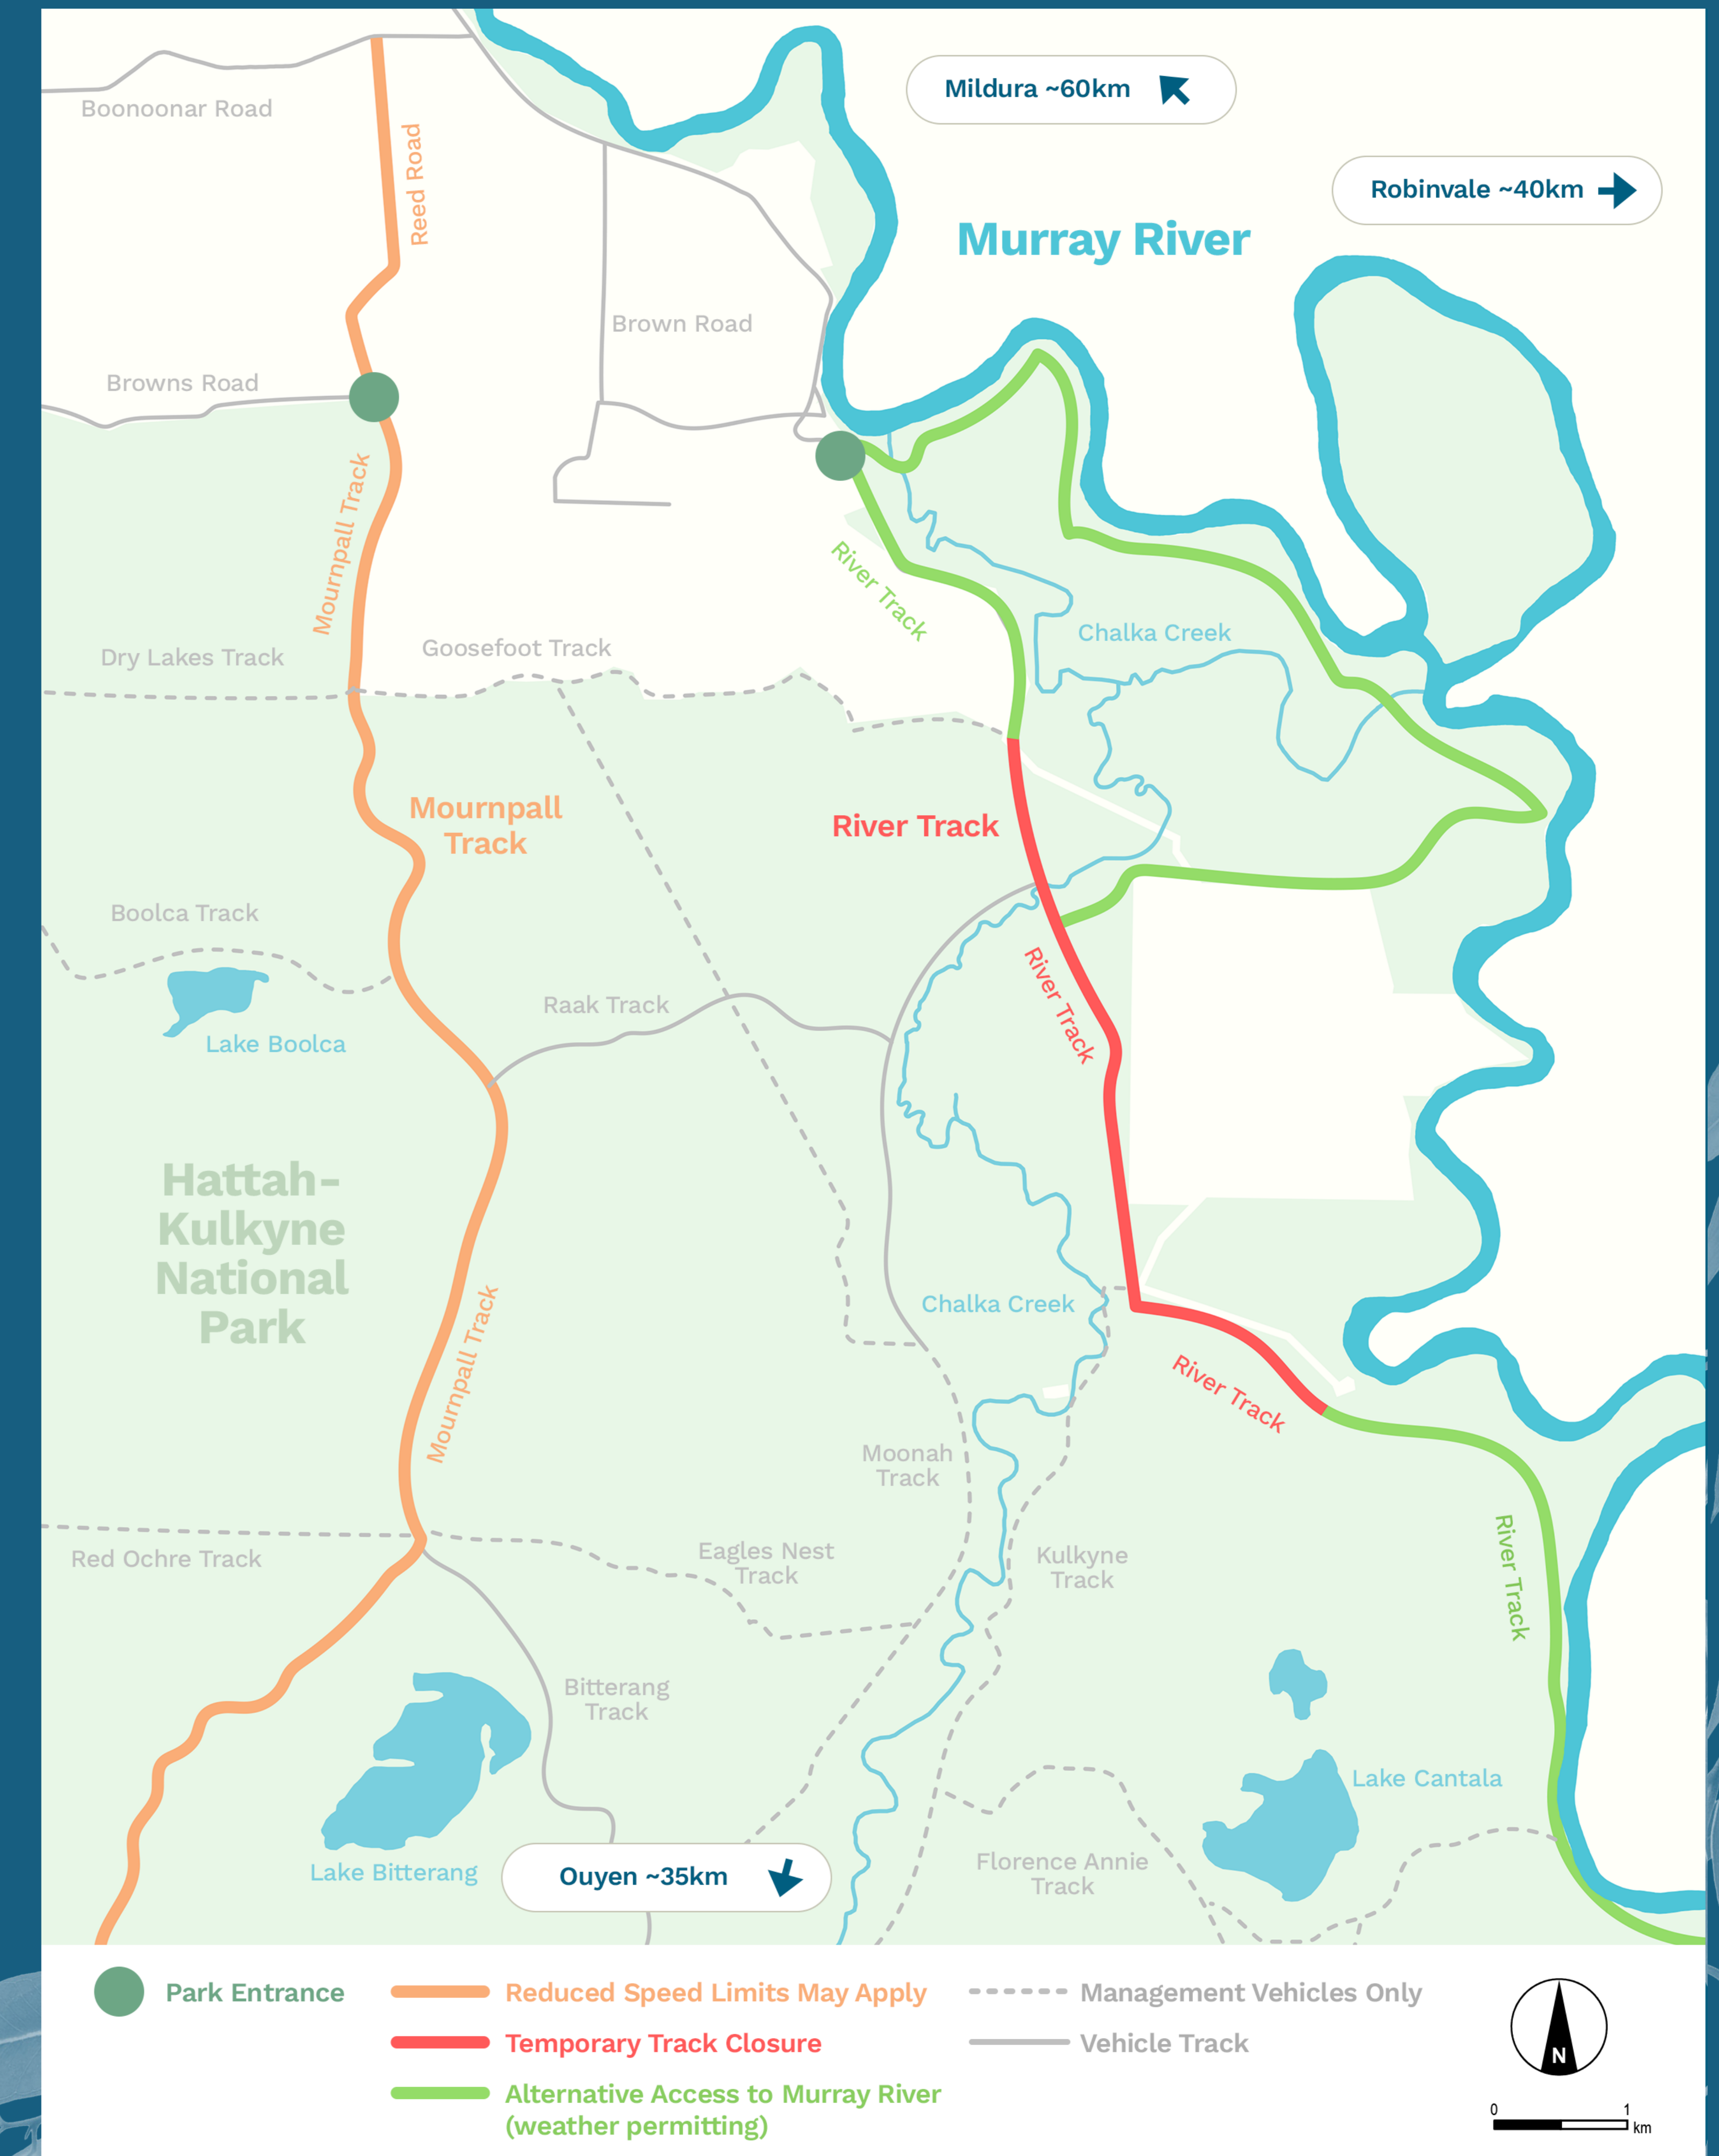 Mildura ~60km
Boonoonar Road
Reed Road
Robinvale ~40km
Murray River
Brown Road
Browns Road
Mournpall Track
River Track
Chalka Creek
Goosefoot Track
Dry Lakes Track
Mournpall
Track
River Track
Boolca Track
Raak Track
River Track
Lake Boolca
Hattah-
Kulkyne
National
Park
Chalka Creek
Mournpall Track
River Track
Moonah
Track
Eagles Nest
Track
Kulkyne
Track
Red Ochre Track
River Track
Bitterang
Track
Lake Cantala
Florence Annie
Track
Lake Bitterang
Ouyen ~35km
Park Entrance
Reduced Speed Limits May Apply
Temporary Track Closure
Alternative Access to Murray River
(weather permitting)
Management Vehicles Only
Vehicle Track
N
0 1
km